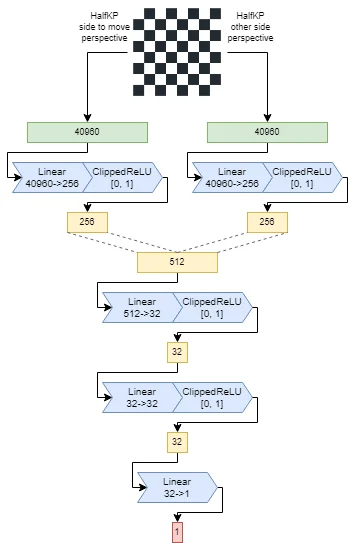 HalfKP
side to move
perspective
HalfKP
other side
perspective
40960
40960
Linear
40960->256
ClippedReLU
[0, 1]
Linear
40960->256
ClippedReLU
[0, 1]
256
256
512
Linear
512->32
ClippedReLU
[0, 1]
32
Linear
32->32
ClippedReLU
[0, 1]
32
Linear
32->1
1